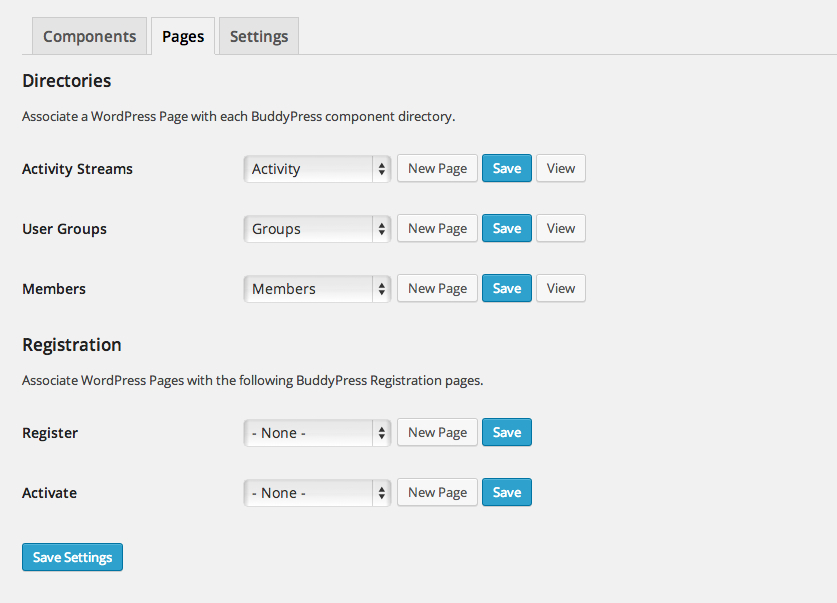 Components Pages Settings
Directories
Associate a WordPress Page with each BuddyPress component directory.
Activity Streams Activity New Page Save View
User Groups Groups New Page Save View
Members Members New Page Save View
Registration
Associate WordPress Pages with the following BuddyPress Registration pages.
Register - None - New Page Save
Activate - None - New Page Save
Save Settings